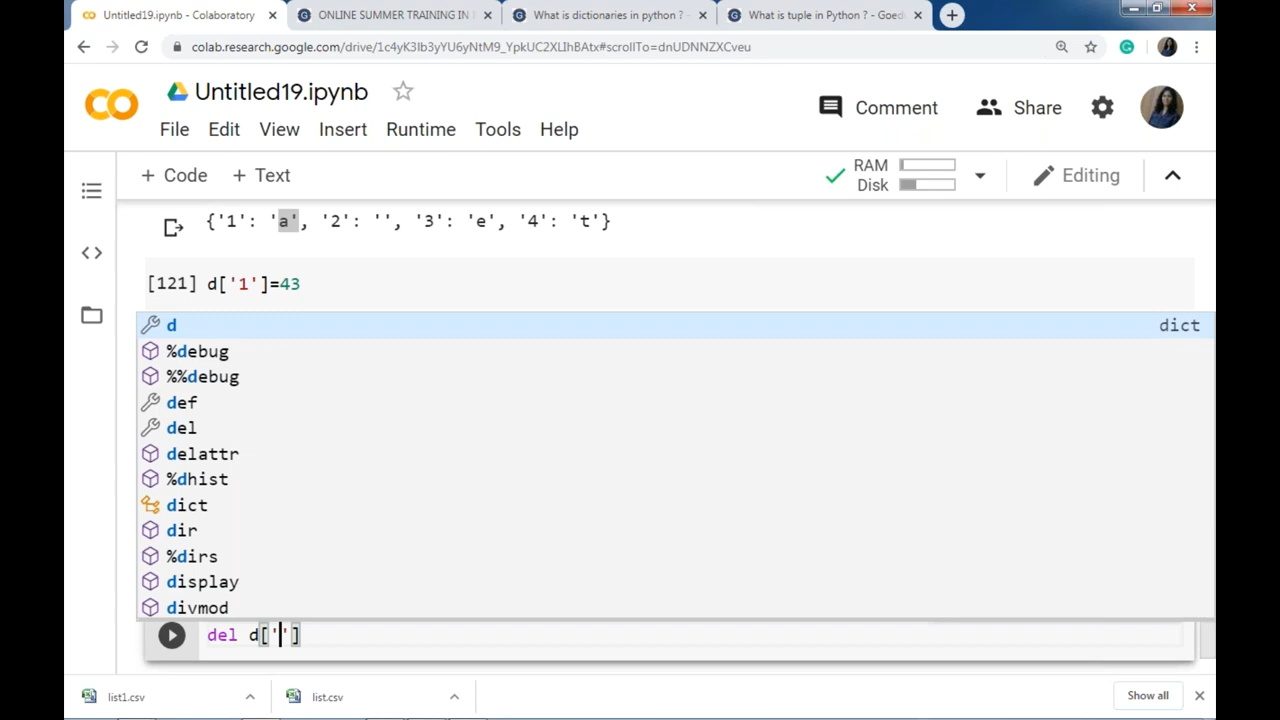 Untitled19.ipynb - Colaboratory
ONLINE SUMMER TRAINING IN
What is dictionaries in python ? -
What is tuple in Python ? - Goed
colab.research.google.com/drive/1c4yK3Ib3yYU6yNtM9_YpkUC2XLIhBAtx#scrollTo=dnUDNNZXCveu
CO Untitled19.ipynb
Comment Share
File Edit View Insert Runtime Tools Help
+ Code + Text
RAM
Disk
Editing
{'1': 'a', '2': '', '3': 'e', '4': 't'}
[121] d['1']=43
d dict
%debug
%%debug
def
del
delattr
%dhist
dict
dir
%dirs
display
divmod
del d['']
list1.csv list.csv Show all